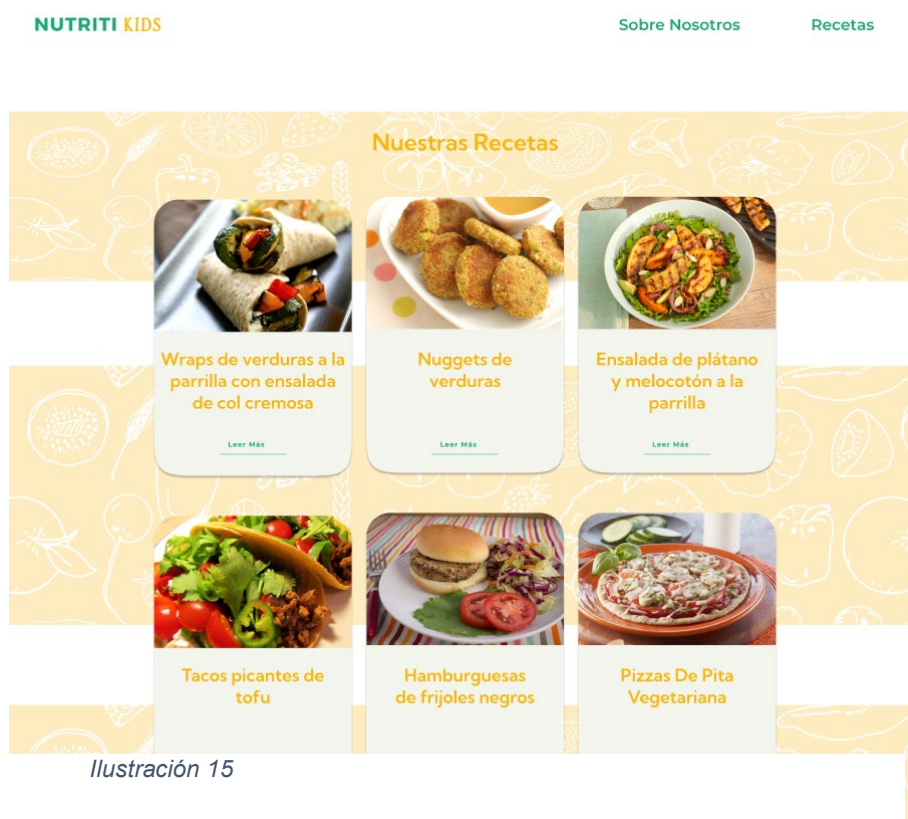 NUTRITI KIDS
Sobre Nosotros
Recetas
Nuestras Recetas
Wraps de verduras a la
parrilla con ensalada
de col cremosa
Leer Más
Nuggets de
verduras
Leer Más
Ensalada de plátano
y melocotón a la
parrilla
Leer Más
Tacos picantes de
tofu
Hamburguesas
de frijoles negros
Pizzas De Pita
Vegetariana
Ilustración 15